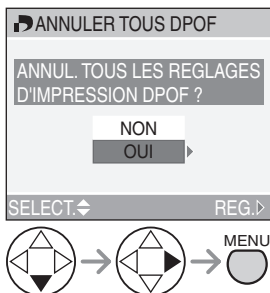 ANNULER TOUS DPOF
ANNUL. TOUS LES REGLAGES
D'IMPRESSION DPOF ?
NON
OUI
SELECT. REG.
MENU